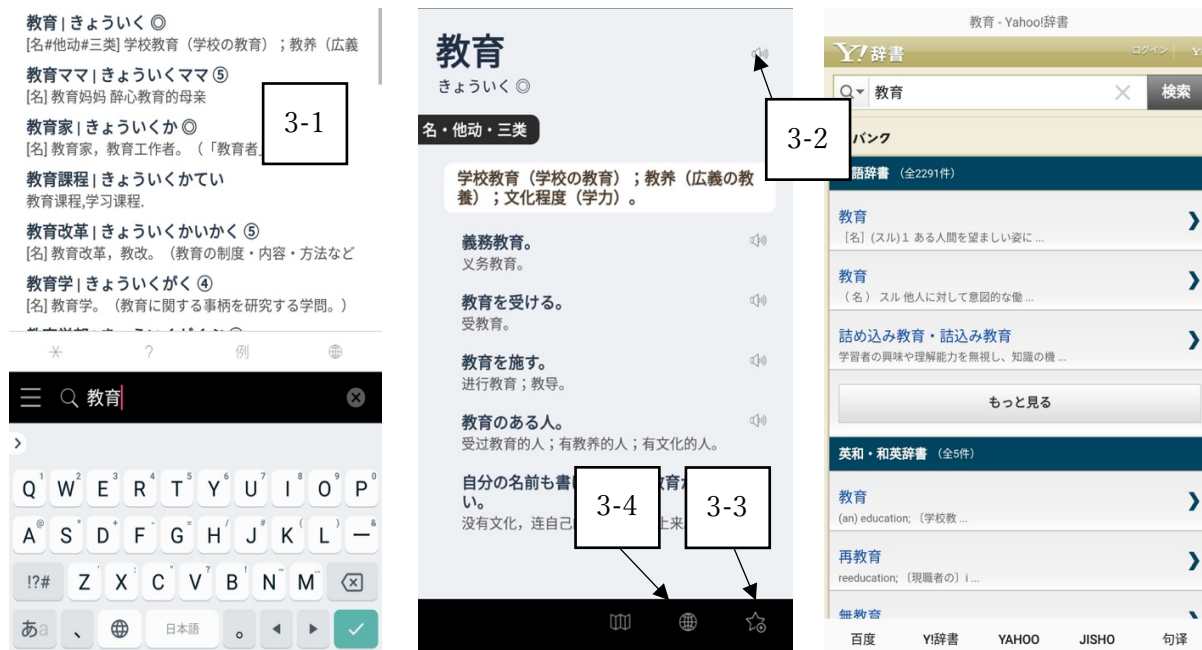 教育 | きょういく ◎
[名#他动#三类] 学校教育（学校の教育）；教养（広義
教育ママ | きょういくママ ⑤
[名] 教育妈妈 醉心教育的母亲
教育家 | きょういくか ◎
[名] 教育家，教育工作者。（「教育者
教育課程 | きょういくかてい
教育课程,学习课程.
教育改革 | きょういくかいかく ⑤
[名] 教育改革，教改。（教育の制度・内容・方法など
教育学 | きょういくがく ④
[名] 教育学。（教育に関する事柄を研究する学問。）
3-1
? 例
教育
Q 1 W 2 E 3 R 4 T 5 Y 6 U 7 I 8 O 9 P 0
A @ S * D + F - G = H / J # K ( L ) ー &
!?# Z ' X : C " V ? B ! N ~ M …
あa 、 日本語 。
教育
きょういく ◎
名・他动・三类
学校教育（学校の教育）；教养（広義の教
養）；文化程度（学力）。
義務教育。
义务教育。
教育を受ける。
受教育。
教育を施す。
进行教育；教导。
教育のある人。
受过教育的人；有教养的人；有文化的人。
自分の名前も書
い。
没有文化，连自己
上来
3-2
3-4
3-3
教育 - Yahoo!辞書
Y! 辞書
ログイン
教育
検索
バンク
語辞書（全2291件）
教育
［名］(スル)１ ある人間を望ましい姿に ...
教育
（ 名 ） スル 他人に対して意図的な働 ...
詰め込み教育・詰込み教育
学習者の興味や理解能力を無視し、知識の機 ...
もっと見る
英和・和英辞書（全5件）
教育
(an) education; 〔学校教 ...
再教育
reeducation; 〔現職者の〕i ...
無教育
百度 Y!辞書 YAHOO JISHO 句译